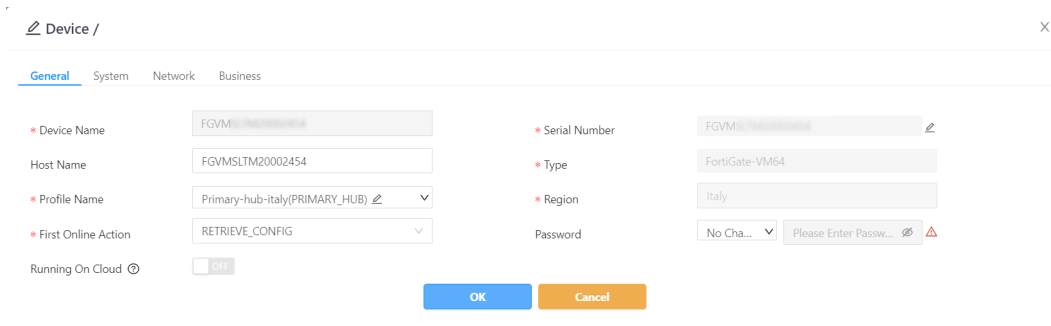 Device /
General System Network Business
* Device Name FGVM
* Serial Number FGVM
Host Name FGVMSLTM20002454
* Type FortiGate-VM64
* Profile Name Primary-hub-italy(PRIMARY_HUB)
* Region Italy
* First Online Action RETRIEVE_CONFIG
Password No Cha... Please Enter Passw...
Running On Cloud OFF
OK Cancel